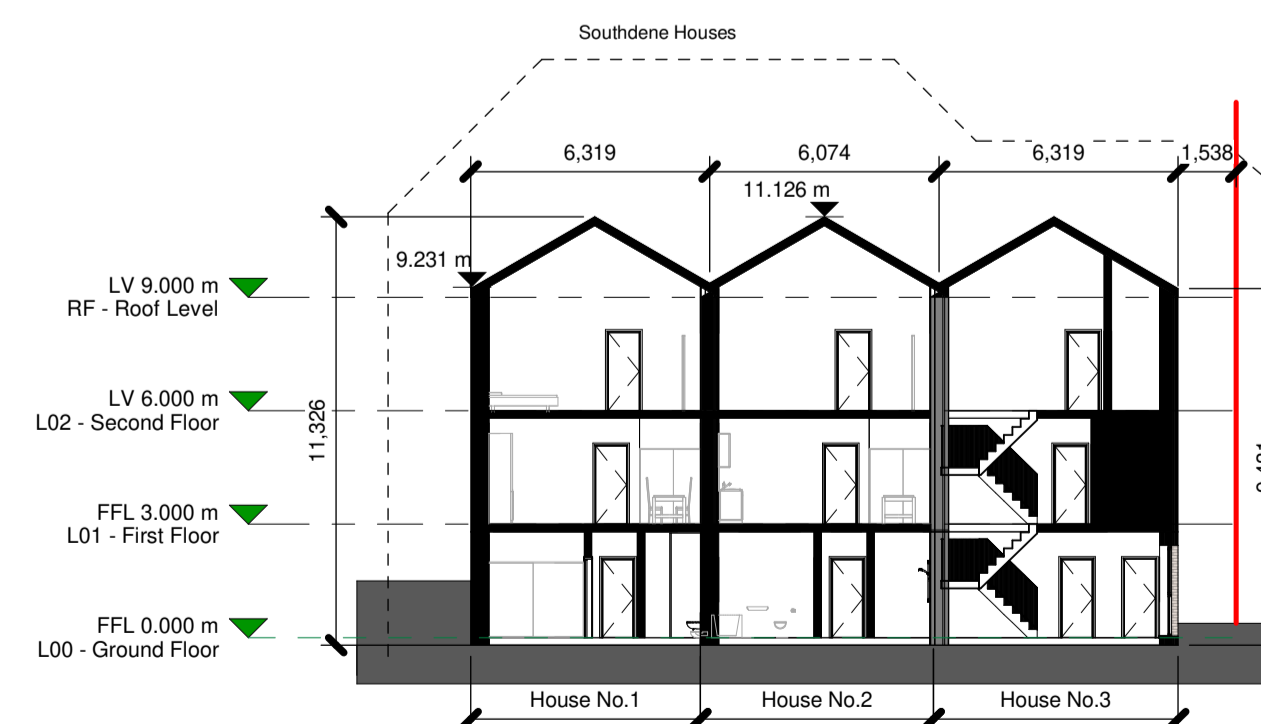 Southdene Houses
6,319
6,074
6,319
1,538
11.126 m
9.231 m
LV 9.000 m
RF - Roof Level
LV 6.000 m
L02 - Second Floor
11,326
FFL 3.000 m
L01 - First Floor
FFL 0.000 m
L00 - Ground Floor
House No.1
House No.2
House No.3